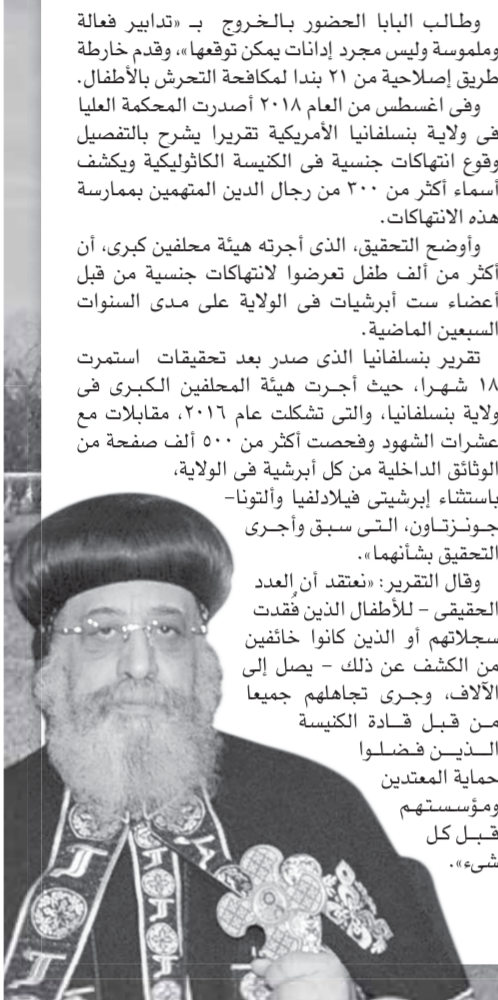 وطالب البابا الحضور بالخروج بـ «تدابير فعالة
وملموسة وليس مجرد إدانات يمكن توقعها»، وقدم خارطة
طريق إصلاحية من ٢١ بندا لمكافحة التحرش بالأطفال.
وفى اغسطس من العام ٢٠١٨ أصدرت المحكمة العليا
فى ولاية بنسلفانيا الأمريكية تقريرا يشرح بالتفصيل
وقوع انتهاكات جنسية فى الكنيسة الكاثوليكية ويكشف
أسماء أكثر من ٣٠٠ من رجال الدين المتهمين بممارسة
هذه الانتهاكات.
وأوضح التحقيق، الذى أجرته هيئة محلفين كبرى، أن
أكثر من ألف طفل تعرضوا لانتهاكات جنسية من قبل
أعضاء ست أبرشيات فى الولاية على مدى السنوات
السبعين الماضية.
تقرير بنسلفانيا الذى صدر بعد تحقيقات استمرت
١٨ شهرا، حيث أجرت هيئة المحلفين الكبرى فى
ولاية بنسلفانيا، والتى تشكلت عام ٢٠١٦، مقابلات مع
عشرات الشهود وفحصت أكثر من ٥٠٠ ألف صفحة من
الوثائق الداخلية من كل أبرشية فى الولاية،
باستثناء إبرشيتى فيلادلفيا وألتونا-
جونزتاون، التى سبق وأجرى
التحقيق بشأنهما».
وقال التقرير: «نعتقد أن العدد
الحقيقى - للأطفال الذين فُقدت
سجلاتهم أو الذين كانوا خائفين
من الكشف عن ذلك - يصل إلى
الآلاف، وجرى تجاهلهم جميعا
من قبل قادة الكنيسة
الذين فضلوا
حماية المعتدين
ومؤسستهم
قبل كل
شىء».